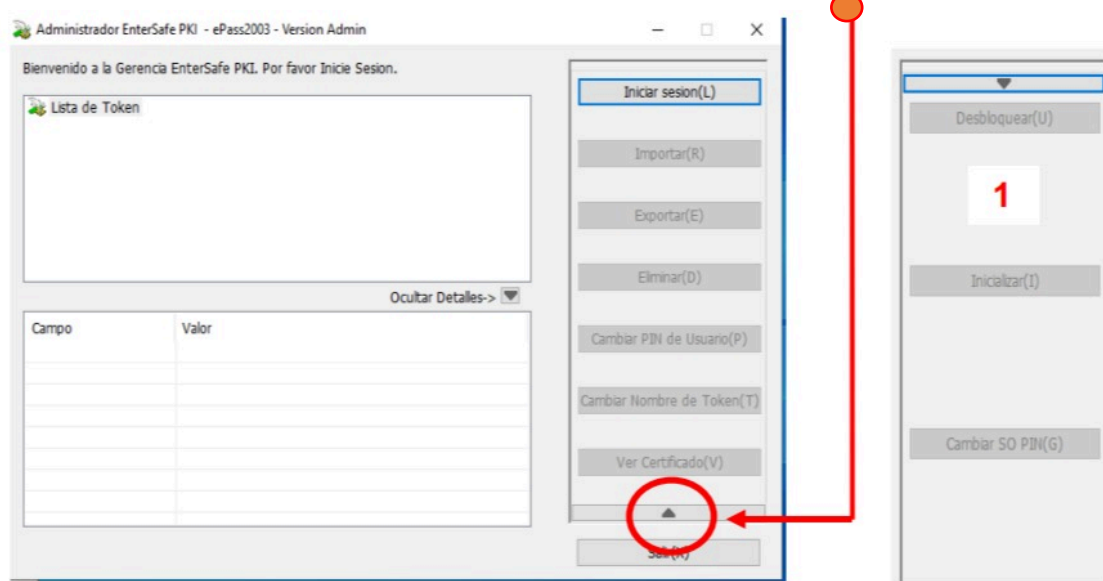 Administrador EnterSafe PKI - ePass2003 - Version Admin
Bienvenido a la Gerencia EnterSafe PKI. Por favor Inicie Sesion.
Lista de Token
Ocultar Detalles->
Campo Valor
Iniciar sesion(L)
Importar(R)
Exportar(E)
Eliminar(D)
Cambiar PIN de Usuario(P)
Cambiar Nombre de Token(T)
Ver Certificado(V)
Salir(X)
Desbloquear(U)
1
Inicializar(I)
Cambiar SO PIN(G)